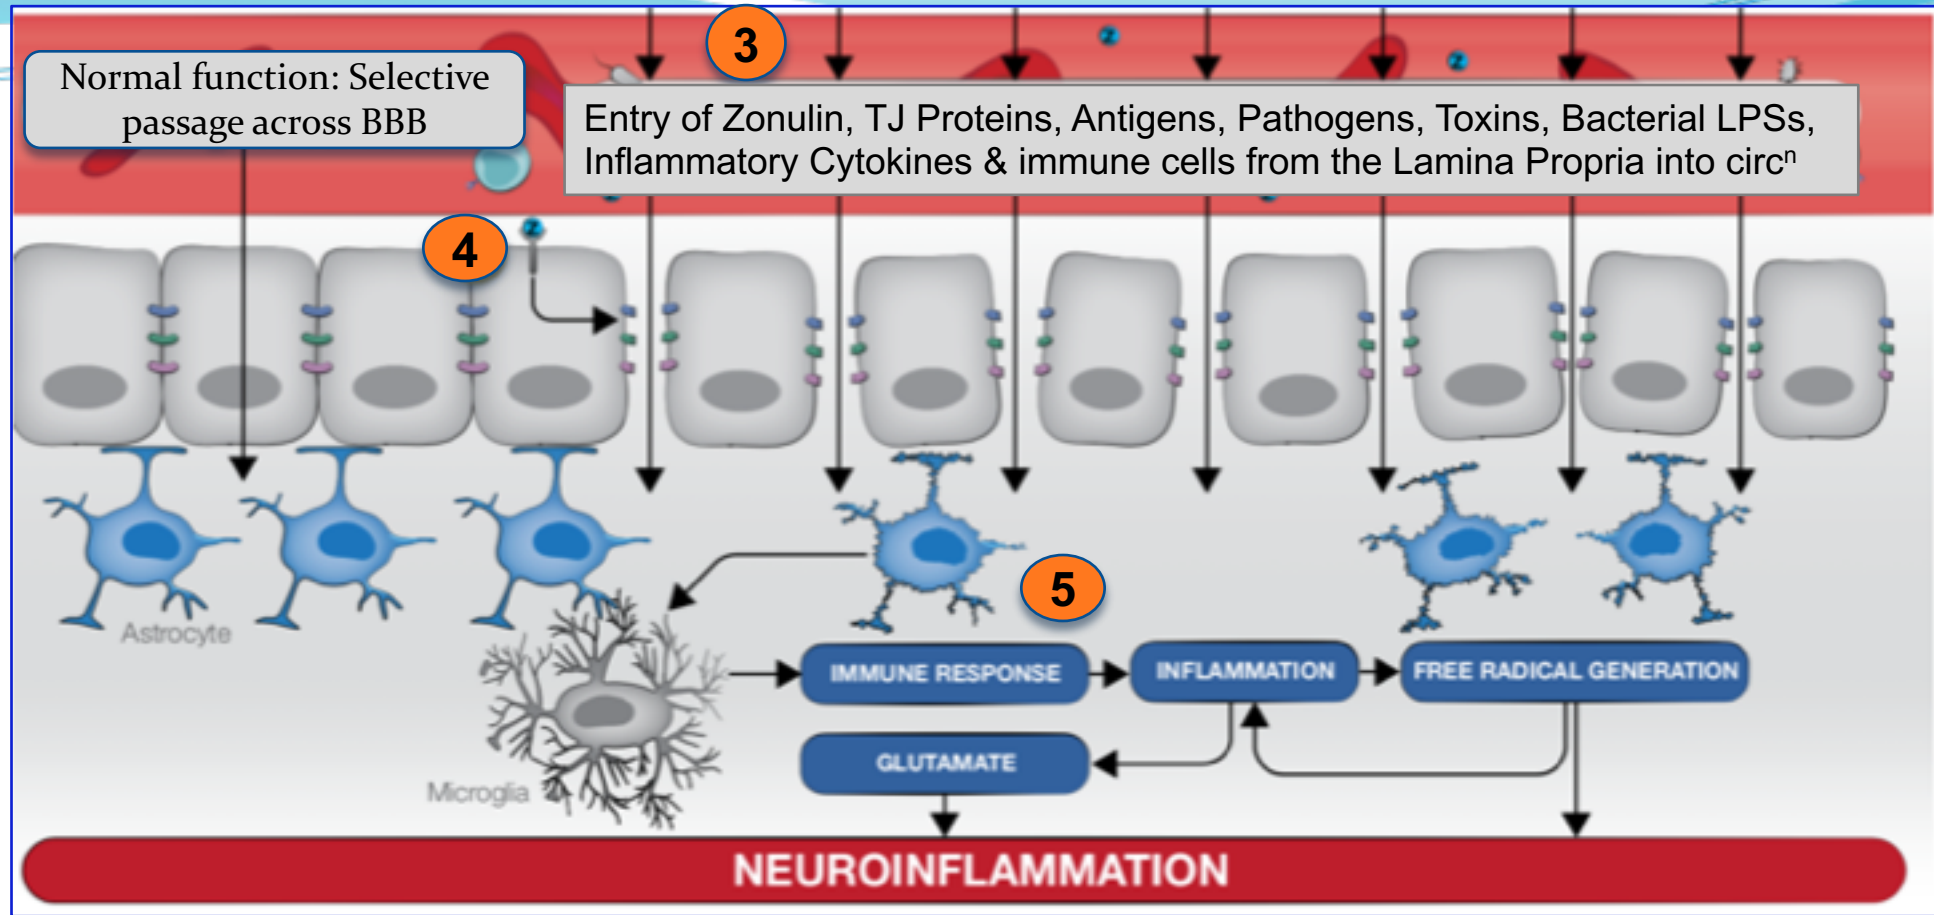 3
Normal function: Selective
passage across BBB
Entry of Zonulin, TJ Proteins, Antigens, Pathogens, Toxins, Bacterial LPSs,
Inflammatory Cytokines & immune cells from the Lamina Propria into circⁿ
4
Z
Astrocyte
5
IMMUNE RESPONSE
INFLAMMATION
FREE RADICAL GENERATION
GLUTAMATE
Microglia
NEUROINFLAMMATION